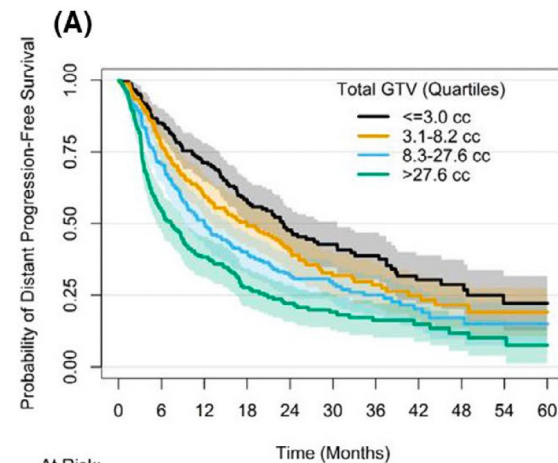 (A)
Probability of Distant Progression-Free Survival
1.00
0.75
0.50
0.25
0.00
Total GTV (Quartiles)
<=3.0 cc
3.1-8.2 cc
8.3-27.6 cc
>27.6 cc
0 6 12 18 24 30 36 42 48 54 60
Time (Months)
At Risk: